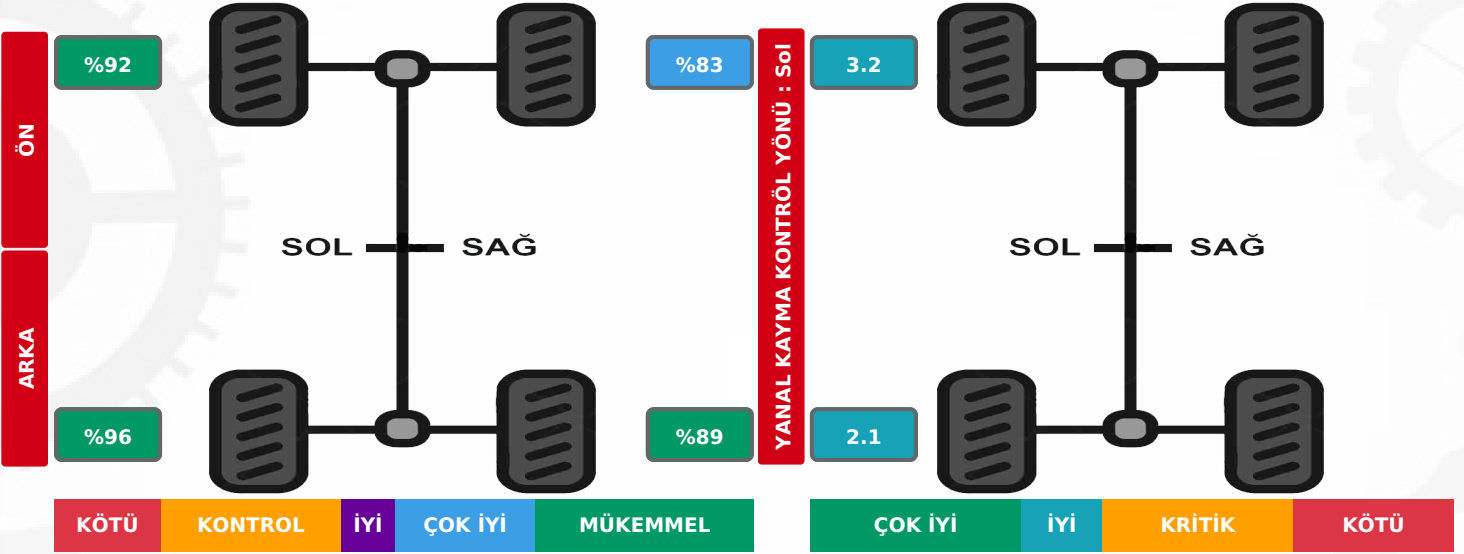 ÖN
%92
%83
3.2
SOL SAĞ
YANAL KAYMA KONTRÖL YÖNÜ : Sol
SOL SAĞ
ARKA
%96
%89
2.1
KÖTÜ KONTROL İYİ ÇOK İYİ MÜKEMMEL
ÇOK İYİ İYİ KRİTİK KÖTÜ